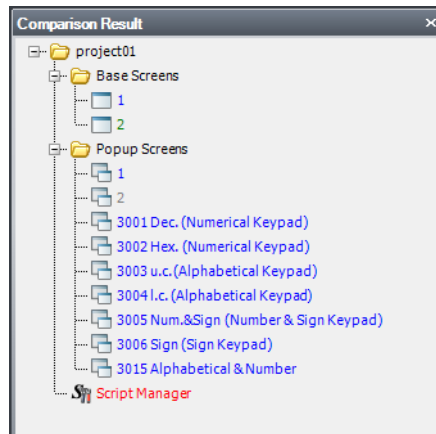 Comparison Result
project01
Base Screens
1
2
Popup Screens
1
2
3001 Dec. (Numerical Keypad)
3002 Hex. (Numerical Keypad)
3003 u.c.(Alphabetical Keypad)
3004 l.c. (Alphabetical Keypad)
3005 Num.&Sign (Number & Sign Keypad)
3006 Sign (Sign Keypad)
3015 Alphabetical & Number
Script Manager